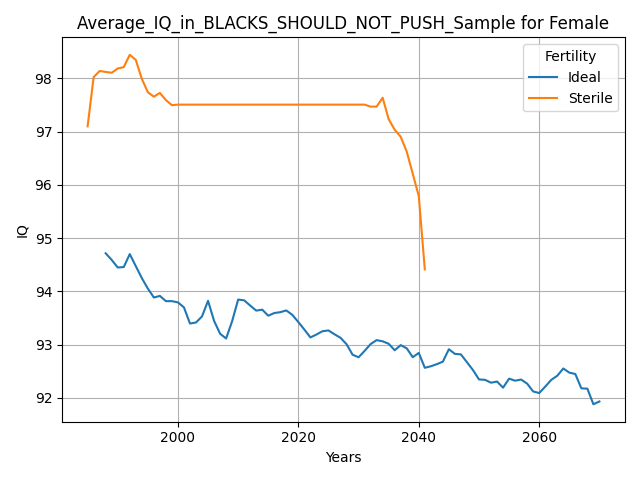 Average_IQ_in_BLACKS_SHOULD_NOT_PUSH_Sample for Female
Fertility
Ideal
Sterile
IQ
98
97
96
95
94
93
92
2000
2020
2040
2060
Years